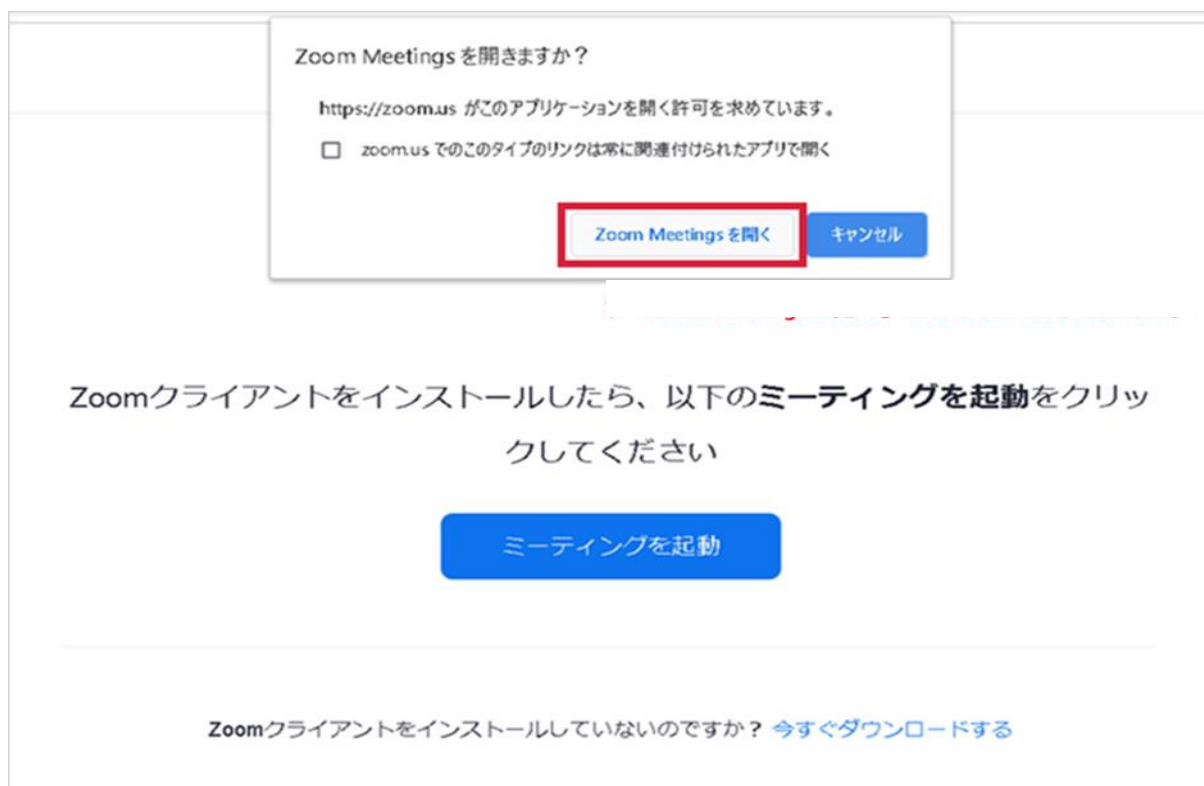 Zoom Meetings を開きますか？
https://zoom.us がこのアプリケーションを開く許可を求めています。
zoom.us でのこのタイプのリンクは常に関連付けられたアプリで開く
Zoom Meetings を開く キャンセル
Zoomクライアントをインストールしたら、以下のミーティングを起動をクリッ
クしてください
ミーティングを起動
Zoomクライアントをインストールしていないのですか？ 今すぐダウンロードする